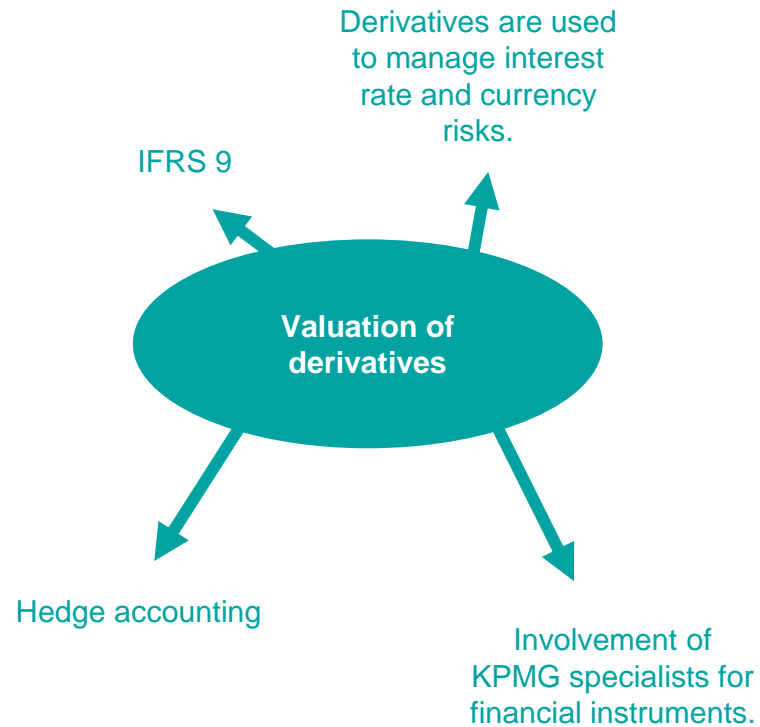 Derivatives are used
to manage interest
rate and currency
risks.
IFRS 9
Valuation of
derivatives
Hedge accounting
Involvement of
KPMG specialists for
financial instruments.